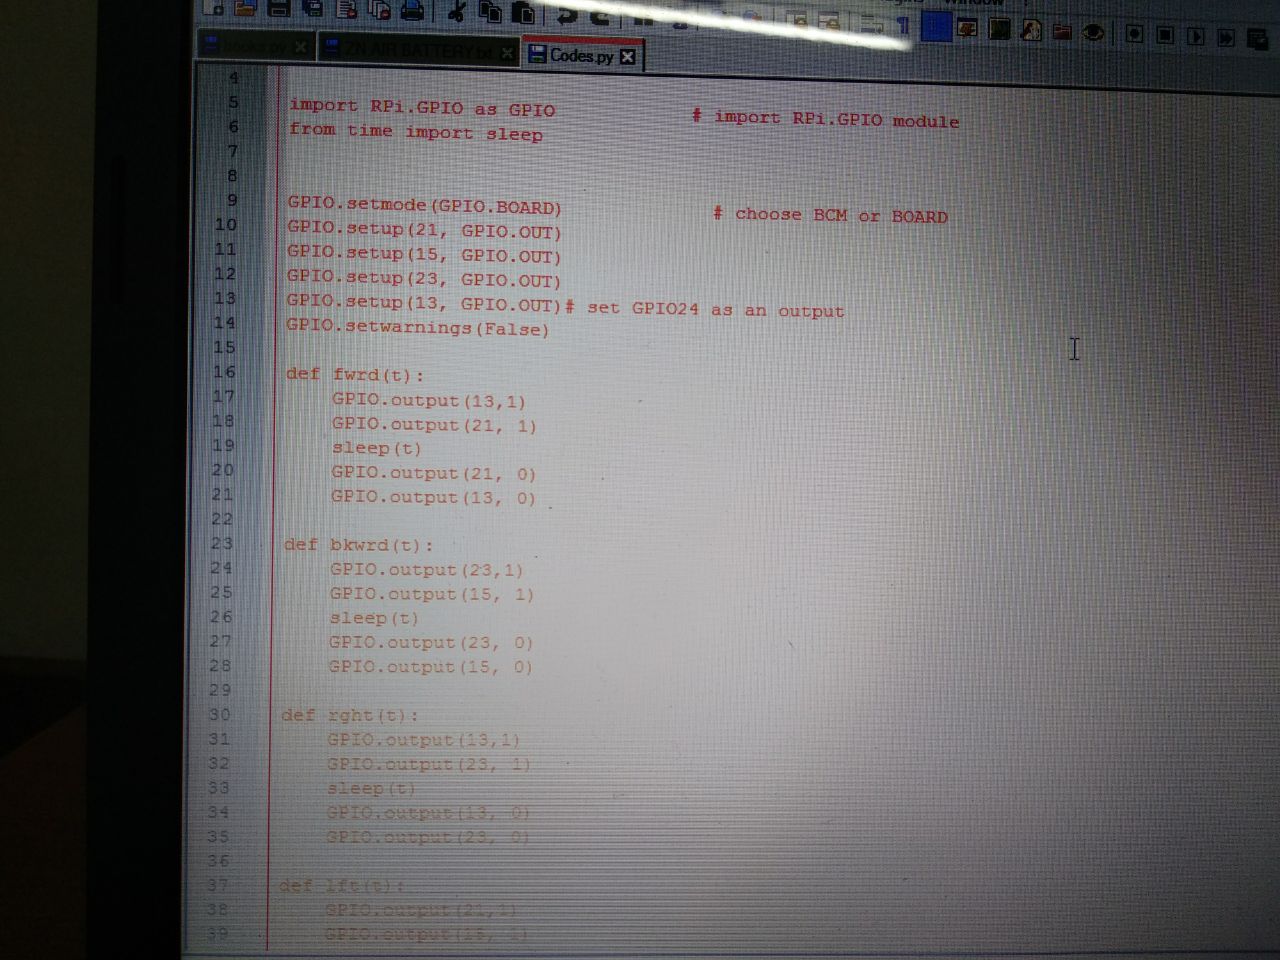 ZN AIR BATTERY.txt
Codes.py
4
5 import RPi.GPIO as GPIO # import RPi.GPIO module
6 from time import sleep
7
8
9 GPIO.setmode(GPIO.BOARD) # choose BCM or BOARD
10 GPIO.setup(21, GPIO.OUT)
11 GPIO.setup(15, GPIO.OUT)
12 GPIO.setup(23, GPIO.OUT)
13 GPIO.setup(13, GPIO.OUT)# set GPIO24 as an output
14 GPIO.setwarnings(False)
15
16 def fwrd(t):
17 GPIO.output(13,1)
18 GPIO.output(21, 1)
19 sleep(t)
20 GPIO.output(21, 0)
21 GPIO.output(13, 0)
22
23 def bkwrd(t):
24 GPIO.output(23,1)
25 GPIO.output(15, 1)
26 sleep(t)
27 GPIO.output(23, 0)
28 GPIO.output(15, 0)
29
30 def rght(t):
31 GPIO.output(13,1)
32 GPIO.output(23, 1)
33 sleep(t)
34 GPIO.output(13, 0)
35 GPIO.output(23, 0)
36
37 def lft(t):
38 GPIO.output(21,1)
39 GPIO.output(15, 1)